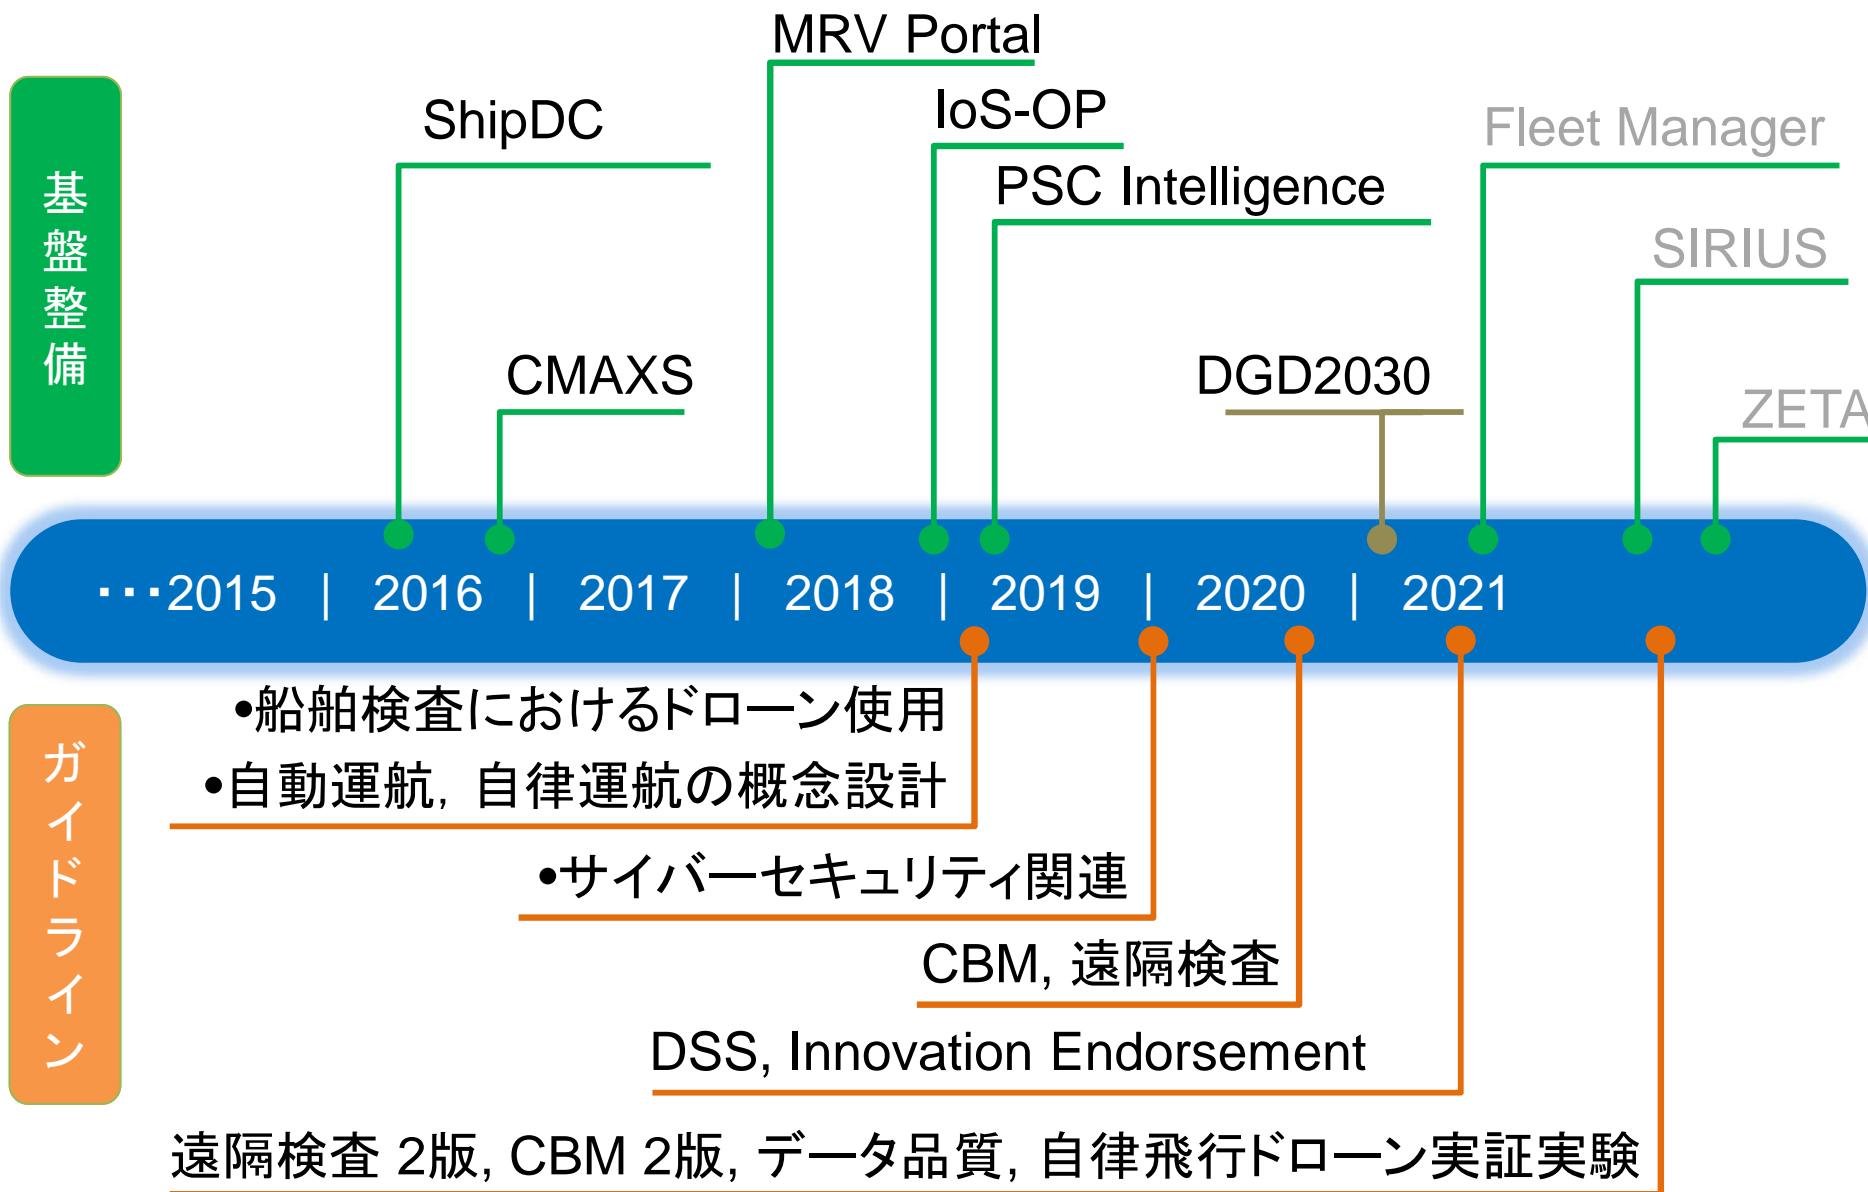 MRV Portal
ShipDC
IoS-OP
Fleet Manager
PSC Intelligence
SIRIUS
基盤整備
CMAXS
DGD2030
ZETA
･･･2015 | 2016 | 2017 | 2018 | 2019 | 2020 | 2021
•船舶検査におけるドローン使用
•自動運航, 自律運航の概念設計
ガイドライン
•サイバーセキュリティ関連
CBM, 遠隔検査
DSS, Innovation Endorsement
遠隔検査 2版, CBM 2版, データ品質, 自律飛行ドローン実証実験